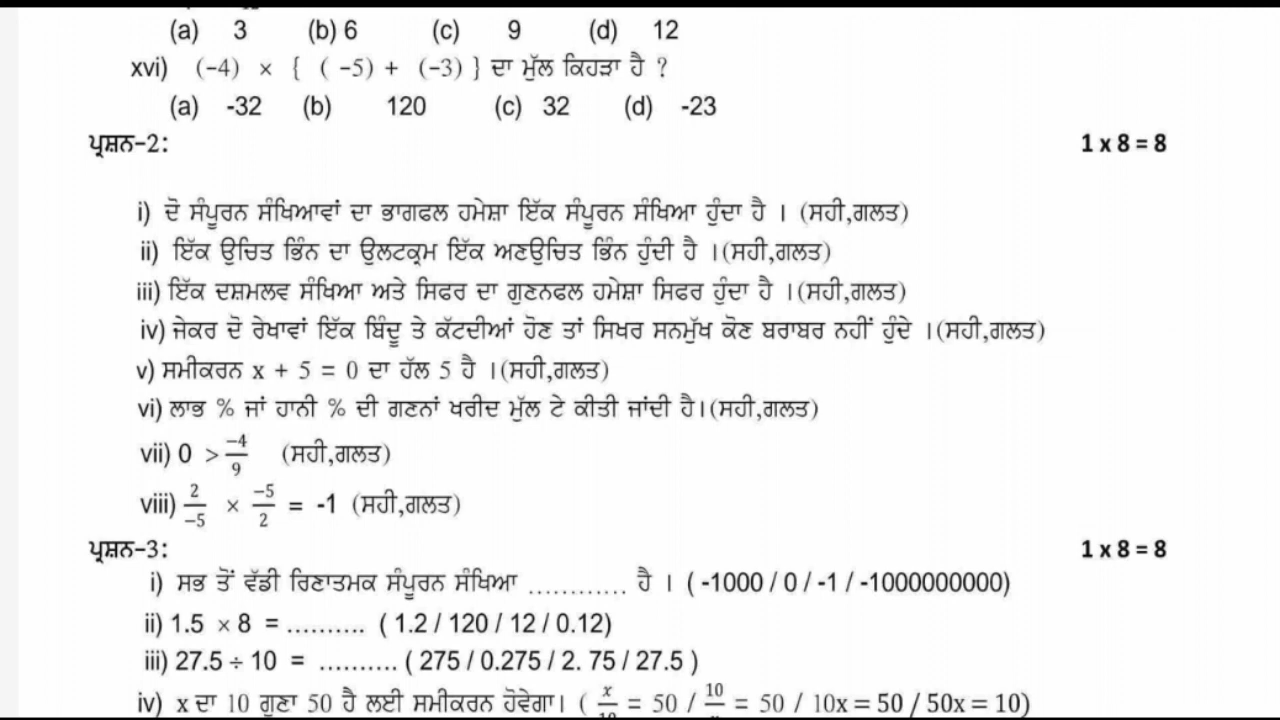 (a) 3 (b) 6 (c) 9 (d) 12
xvi) (-4) × { ( -5) + (-3) } ਦਾ ਮੁੱਲ ਕਿਹੜਾ ਹੈ ?
(a) -32 (b) 120 (c) 32 (d) -23
ਪ੍ਰਸ਼ਨ-2: 1 x 8 = 8
i) ਦੋ ਸੰਪੂਰਨ ਸੰਖਿਆਵਾਂ ਦਾ ਭਾਗਫਲ ਹਮੇਸ਼ਾ ਇੱਕ ਸੰਪੂਰਨ ਸੰਖਿਆ ਹੁੰਦਾ ਹੈ । (ਸਹੀ,ਗਲਤ)
ii) ਇੱਕ ਉਚਿਤ ਭਿੰਨ ਦਾ ਉਲਟਕ੍ਰਮ ਇੱਕ ਅਣਉਚਿਤ ਭਿੰਨ ਹੁੰਦੀ ਹੈ ।(ਸਹੀ,ਗਲਤ)
iii) ਇੱਕ ਦਸ਼ਮਲਵ ਸੰਖਿਆ ਅਤੇ ਸਿਫਰ ਦਾ ਗੁਣਨਫਲ ਹਮੇਸ਼ਾ ਸਿਫਰ ਹੁੰਦਾ ਹੈ ।(ਸਹੀ,ਗਲਤ)
iv) ਜੇਕਰ ਦੋ ਰੇਖਾਵਾਂ ਇੱਕ ਬਿੰਦੂ ਤੇ ਕੱਟਦੀਆਂ ਹੋਣ ਤਾਂ ਸਿਖਰ ਸਨਮੁੱਖ ਕੋਣ ਬਰਾਬਰ ਨਹੀਂ ਹੁੰਦੇ ।(ਸਹੀ,ਗਲਤ)
v) ਸਮੀਕਰਨ x + 5 = 0 ਦਾ ਹੱਲ 5 ਹੈ ।(ਸਹੀ,ਗਲਤ)
vi) ਲਾਭ % ਜਾਂ ਹਾਨੀ % ਦੀ ਗਣਨਾਂ ਖਰੀਦ ਮੁੱਲ ਟੇ ਕੀਤੀ ਜਾਂਦੀ ਹੈ।(ਸਹੀ,ਗਲਤ)
vii) 0 > -4/9 (ਸਹੀ,ਗਲਤ)
viii) 2/-5 × -5/2 = -1 (ਸਹੀ,ਗਲਤ)
ਪ੍ਰਸ਼ਨ-3: 1 x 8 = 8
i) ਸਭ ਤੋਂ ਵੱਡੀ ਰਿਣਾਤਮਕ ਸੰਪੂਰਨ ਸੰਖਿਆ ............ ਹੈ । ( -1000 / 0 / -1 / -1000000000)
ii) 1.5 × 8 = .......... ( 1.2 / 120 / 12 / 0.12)
iii) 27.5 ÷ 10 = .......... ( 275 / 0.275 / 2. 75 / 27.5 )
iv) x ਦਾ 10 ਗੁਣਾ 50 ਹੈ ਲਈ ਸਮੀਕਰਨ ਹੋਵੇਗਾ। ( x/10 = 50 / 10/x = 50 / 10x = 50 / 50x = 10)